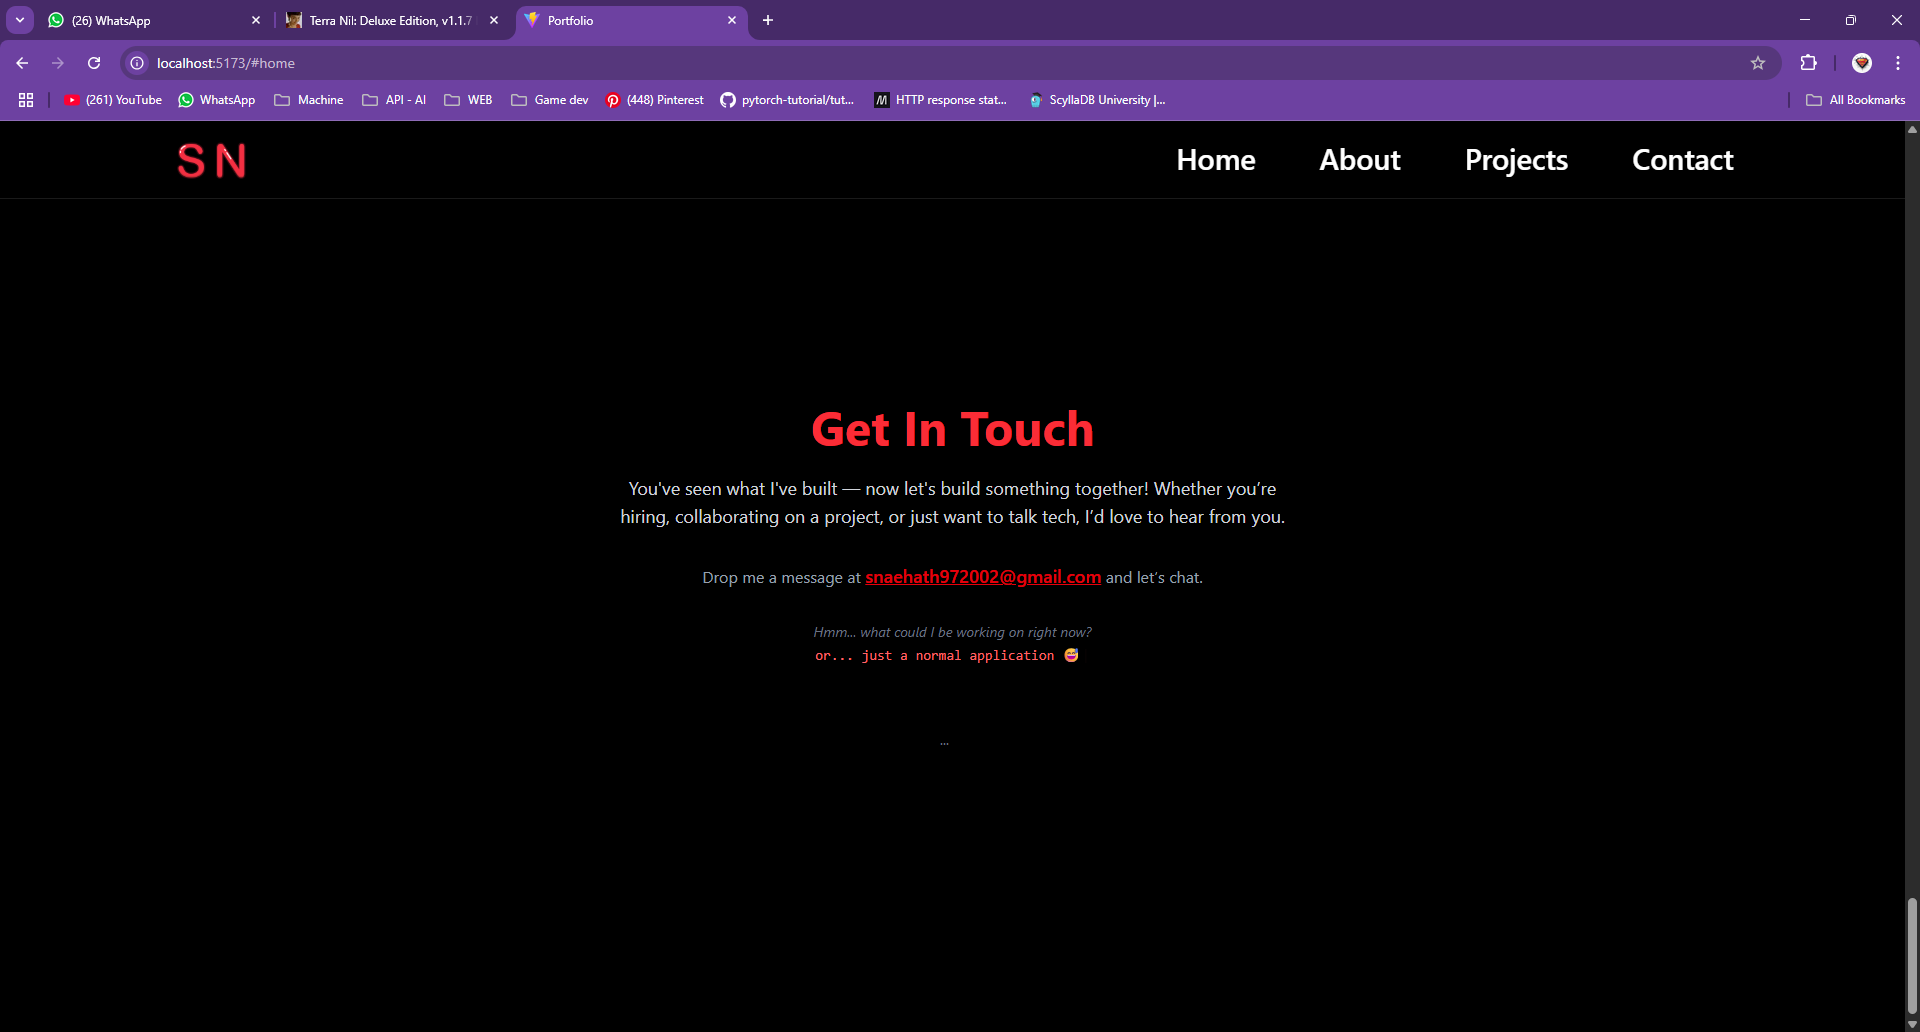 (26) WhatsApp
Terra Nil: Deluxe Edition, v1.1.7
Portfolio
localhost:5173/#home
(261) YouTube
WhatsApp
Machine
API - AI
WEB
Game dev
(448) Pinterest
pytorch-tutorial/tut...
HTTP response stat...
ScyllaDB University |...
All Bookmarks
S N
Home
About
Projects
Contact
Get In Touch
You've seen what I've built — now let's build something together! Whether you’re
hiring, collaborating on a project, or just want to talk tech, I’d love to hear from you.
Drop me a message at snaehath972002@gmail.com and let’s chat.
Hmm... what could I be working on right now?
or... just a normal application 😅
...